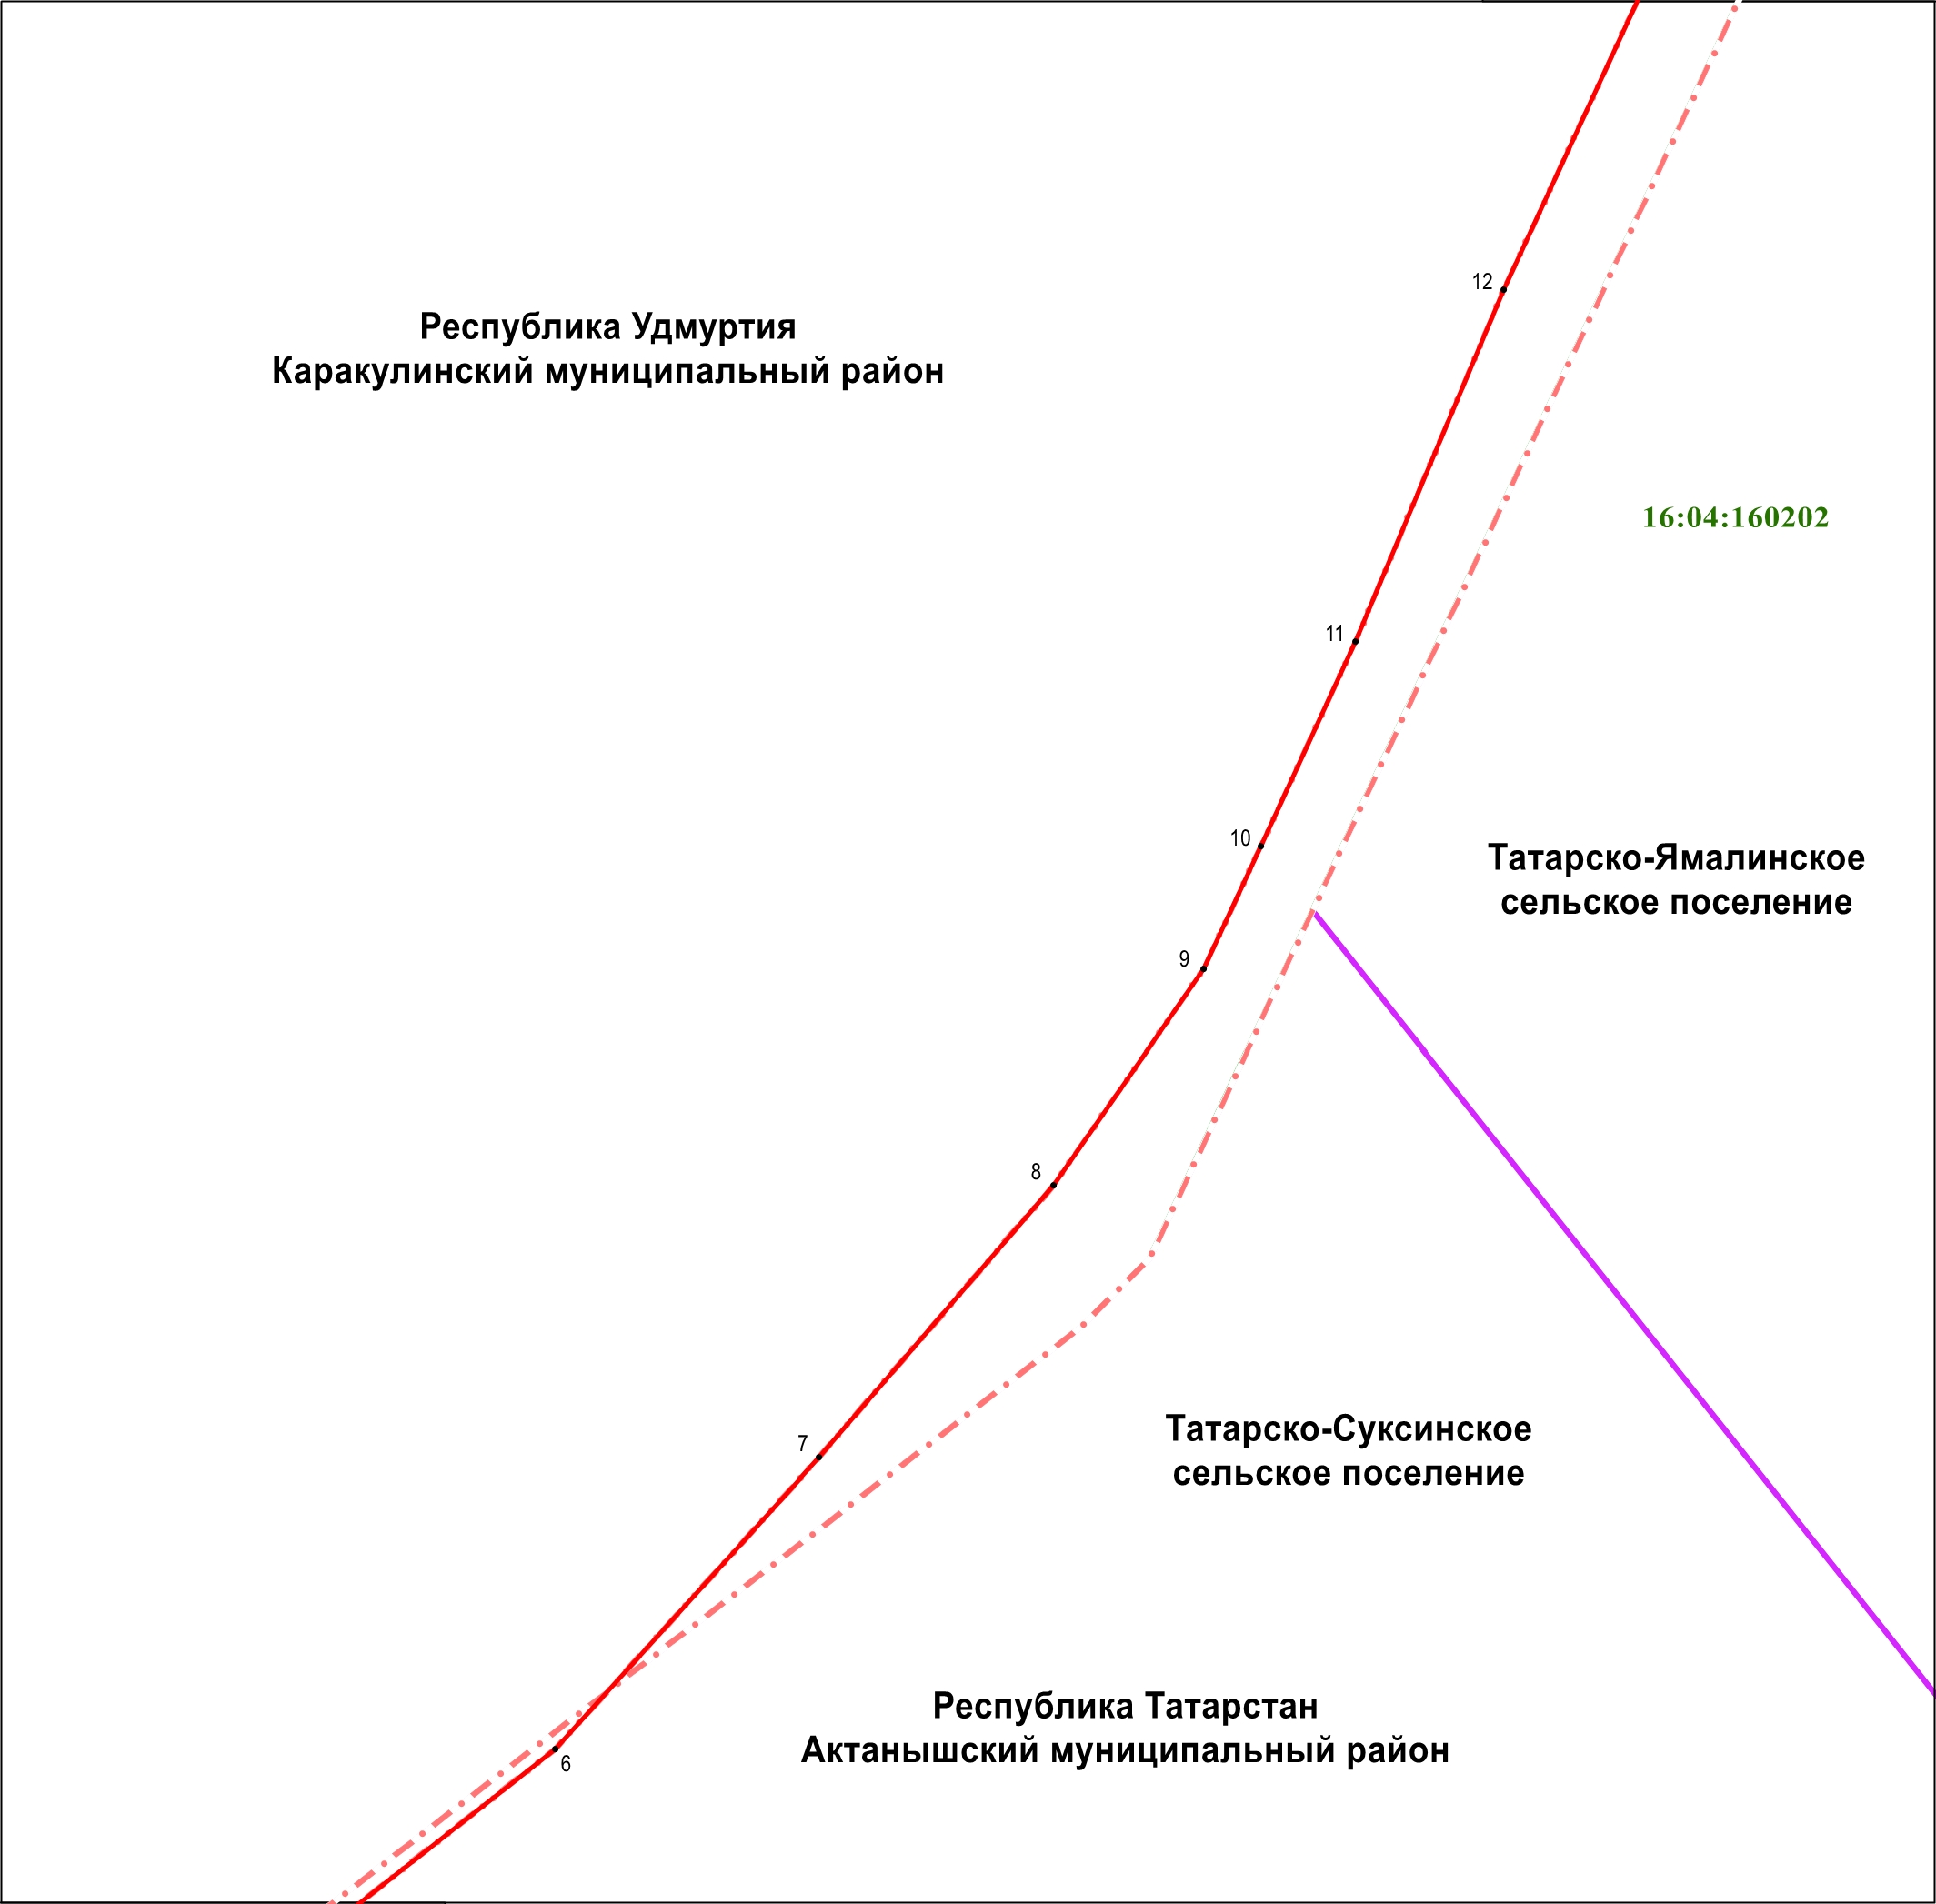 12
Республика Удмуртия
Каракулинский муниципальный район
16:04:160202
11
10
Татарско-Ямалинское
сельское поселение
9
8
Татарско-Суксинское
сельское поселение
7
Республика Татарстан
Актанышский муниципальный район
6